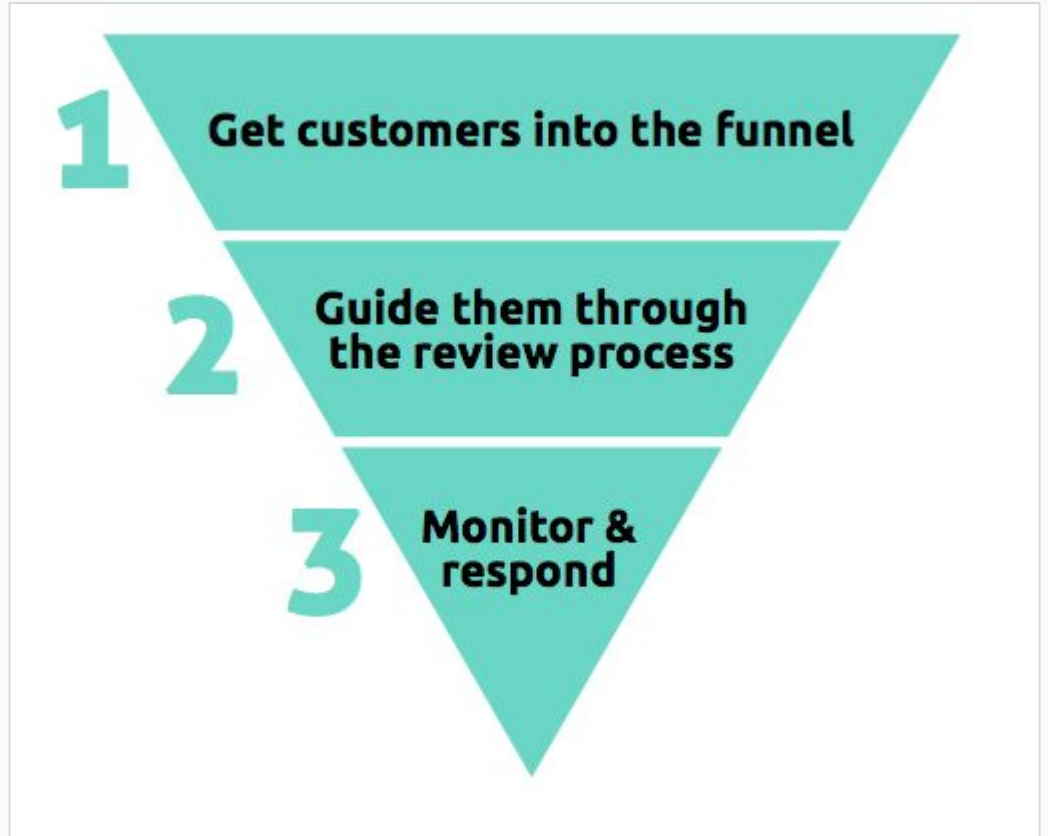 1
Get customers into the funnel
2
Guide them through
the review process
3
Monitor &
respond